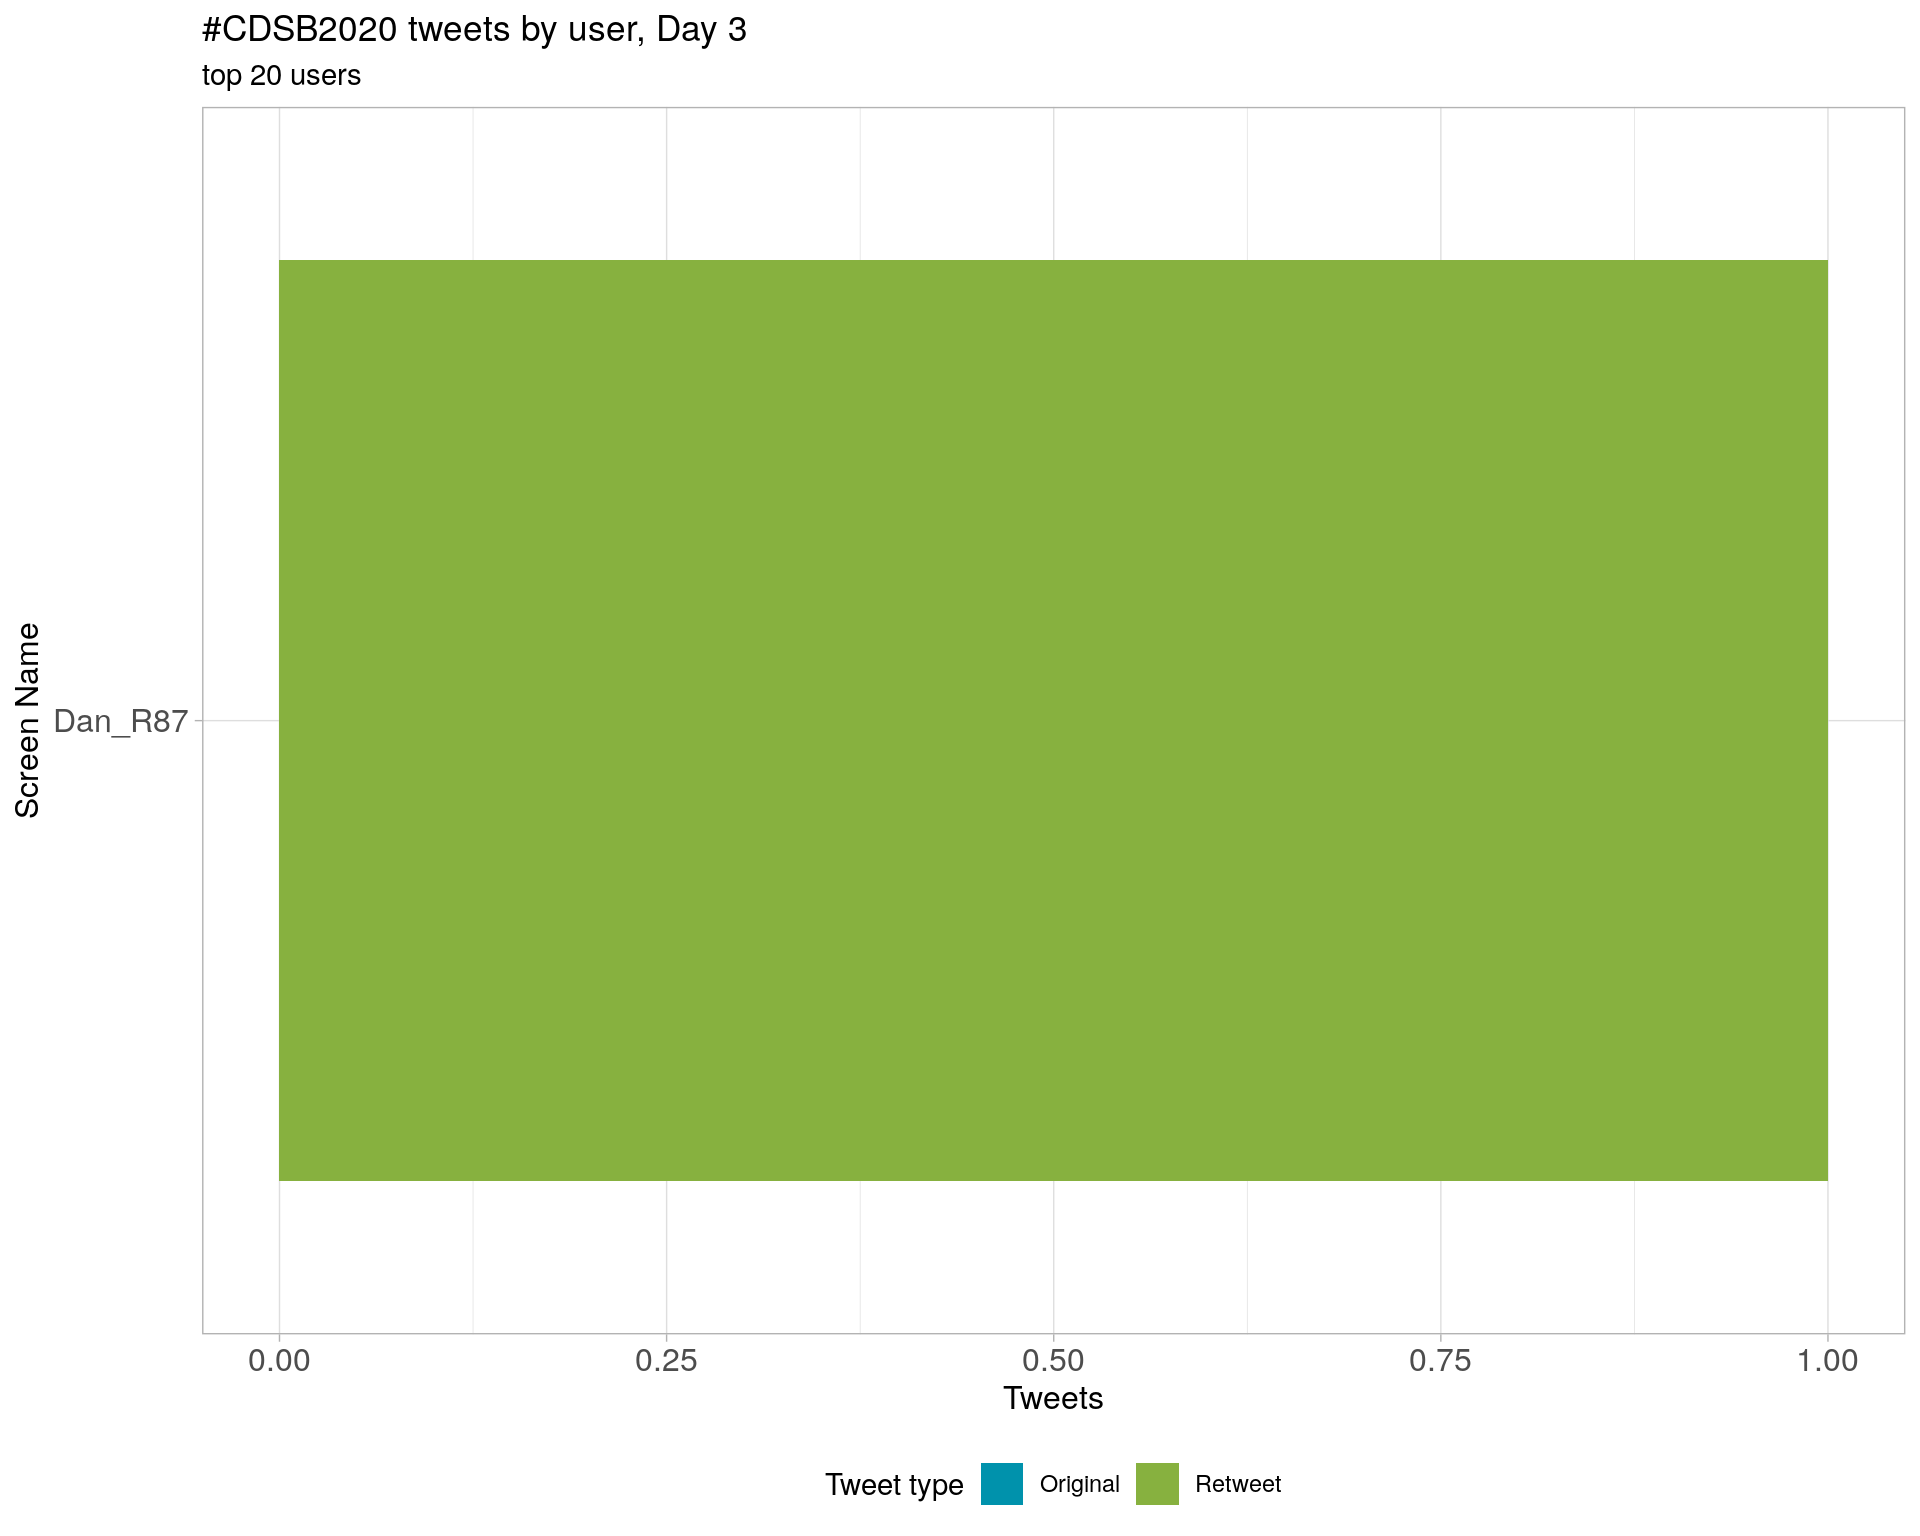 #CDSB2020 tweets by user, Day 3
top 20 users
Screen Name
Dan_R87
0.00 0.25 0.50 0.75 1.00
Tweets
Tweet type Original Retweet